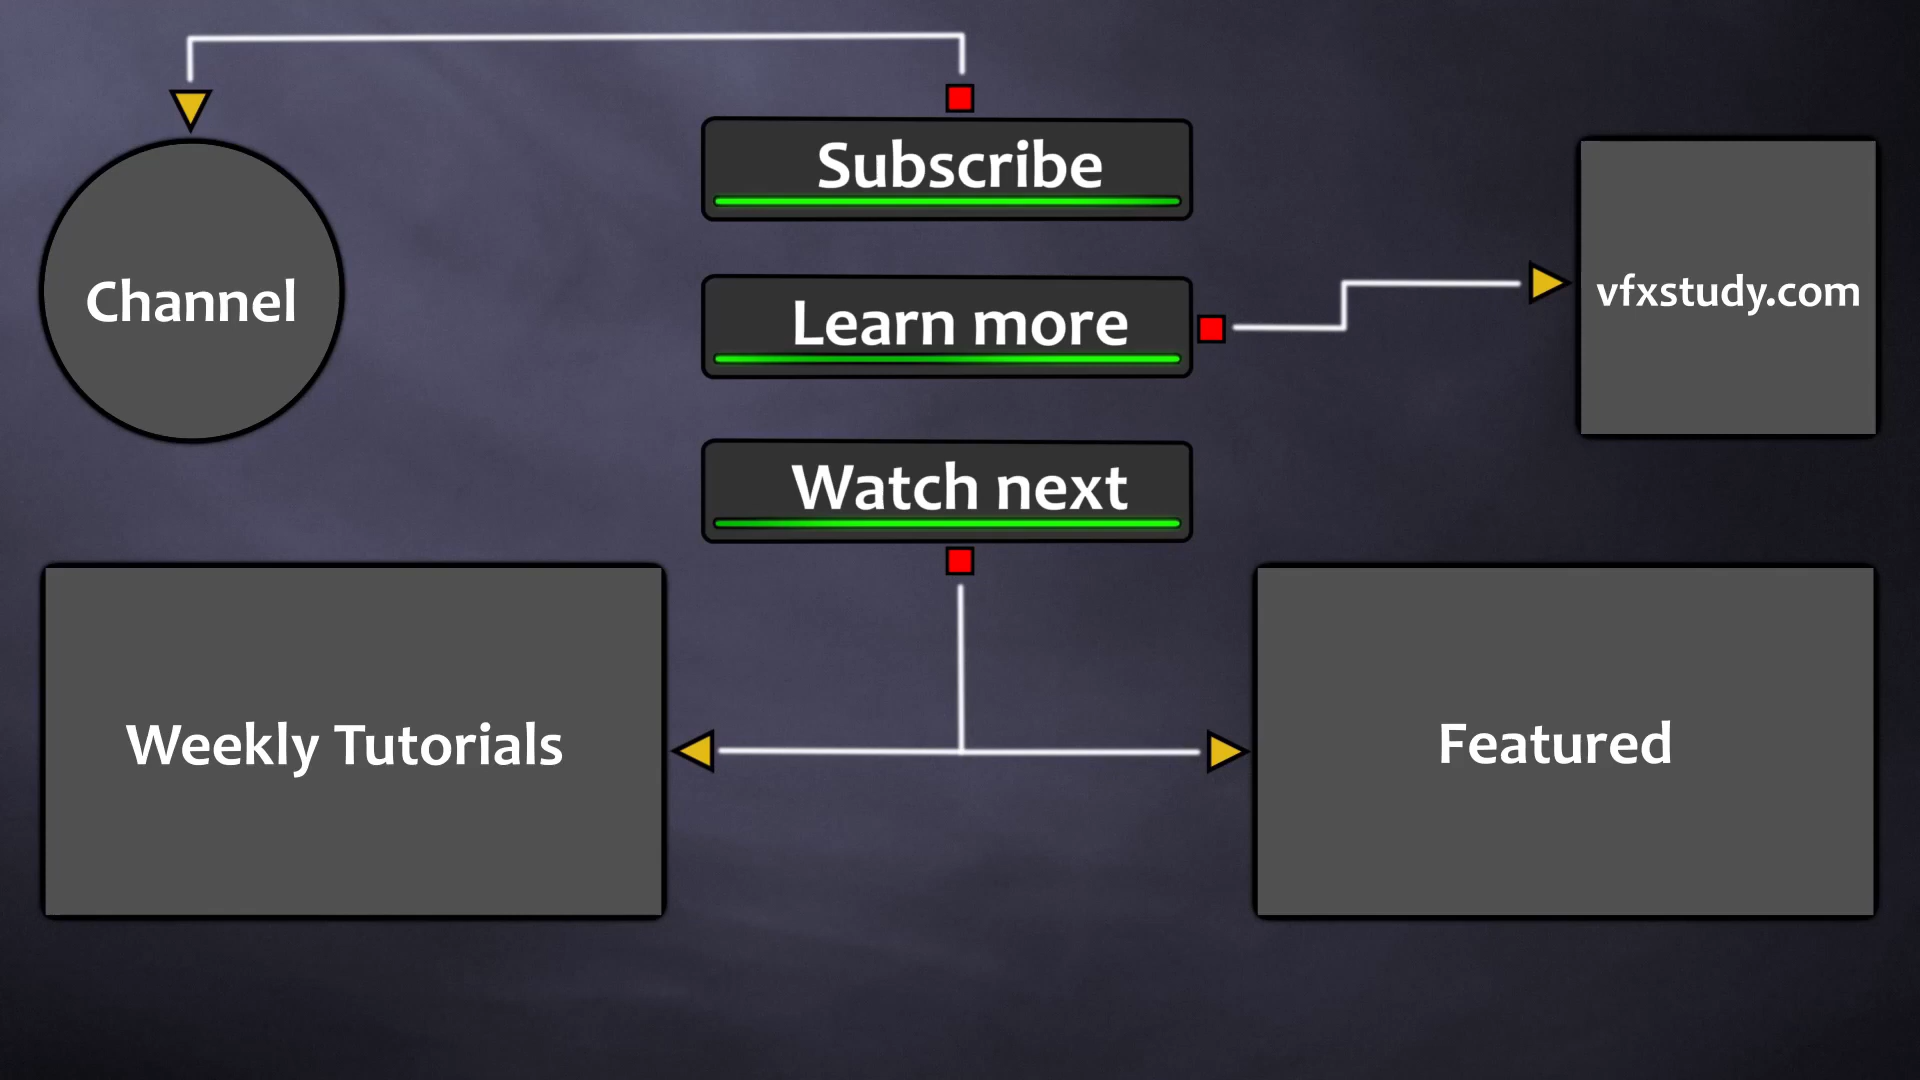 Subscribe
Channel
Learn more
vfxstudy.com
Watch next
Weekly Tutorials
Featured